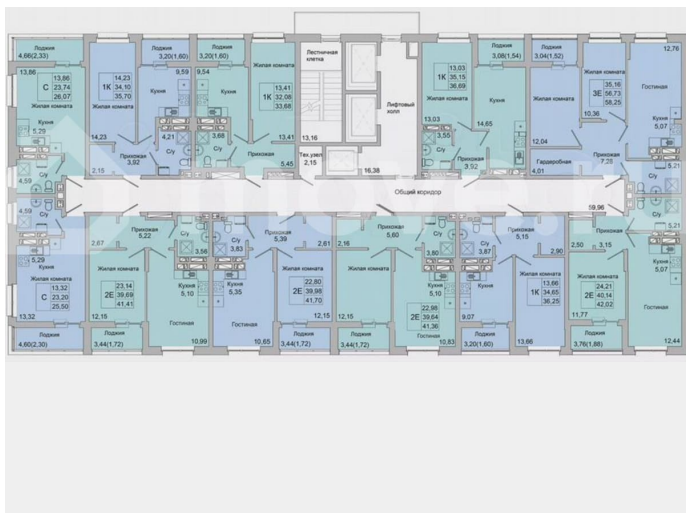 Лоджия
4,66(2,33)
Лоджия
3,20(1,60)
Лоджия
3,20(1,60)
Лестничная
клетка
Лифтовый
холл
Лоджия
3,08(1,54)
Лоджия
3,04(1,52)
12,76
Гостиная
13,86
С
13,86
23,74
26,07
Жилая комната
5,29
Кухня
1К
14,23
34,10
35,70
Жилая комната
14,23
9,59
Кухня
9,54
Кухня
1К
13,41
32,08
33,68
Жилая комната
13,41
13,16
1К
13,03
35,15
36,69
Жилая комната
13,03
Кухня
14,65
Жилая комната
12,04
3Е
35,16
56,73
58,25
Жилая комната
10,36
Кухня
5,07
С/у
4,59
Прихожая
3,92
2,15
4,21
С/у
3,68
С/у
Прихожая
5,45
Тех.узел
2,15
16,38
3,55
С/у
Прихожая
3,92
Гардеробная
4,01
Прихожая
7,28
5,21
С/у
Общий коридор
59,96
4,59
С/у
5,29
Кухня
Жилая комната
С
13,32
23,20
25,50
13,32
Лоджия
4,60(2,30)
2,67
Прихожая
5,22
С/у
3,56
Жилая комната
2Е
23,14
39,69
41,41
12,15
Кухня
5,10
Гостиная
10,99
Лоджия
3,44(1,72)
С/у
3,83
Прихожая
5,39
2,61
Кухня
5,35
Гостиная
10,65
Жилая комната
2Е
22,80
39,98
41,70
12,15
Лоджия
3,44(1,72)
2,16
Прихожая
5,60
С/у
3,80
Жилая комната
12,15
Кухня
5,10
2Е
22,98
39,64
41,36
Гостиная
10,83
Лоджия
3,44(1,72)
С/у
3,87
Прихожая
5,15
2,90
Кухня
9,07
Жилая комната
1К
13,66
34,65
36,25
13,66
Лоджия
3,20(1,60)
2,50
Прихожая
3,15
С/у
5,21
Кухня
5,07
Жилая комната
2Е
24,21
40,14
42,02
11,77
Гостиная
12,44
Лоджия
3,76(1,88)